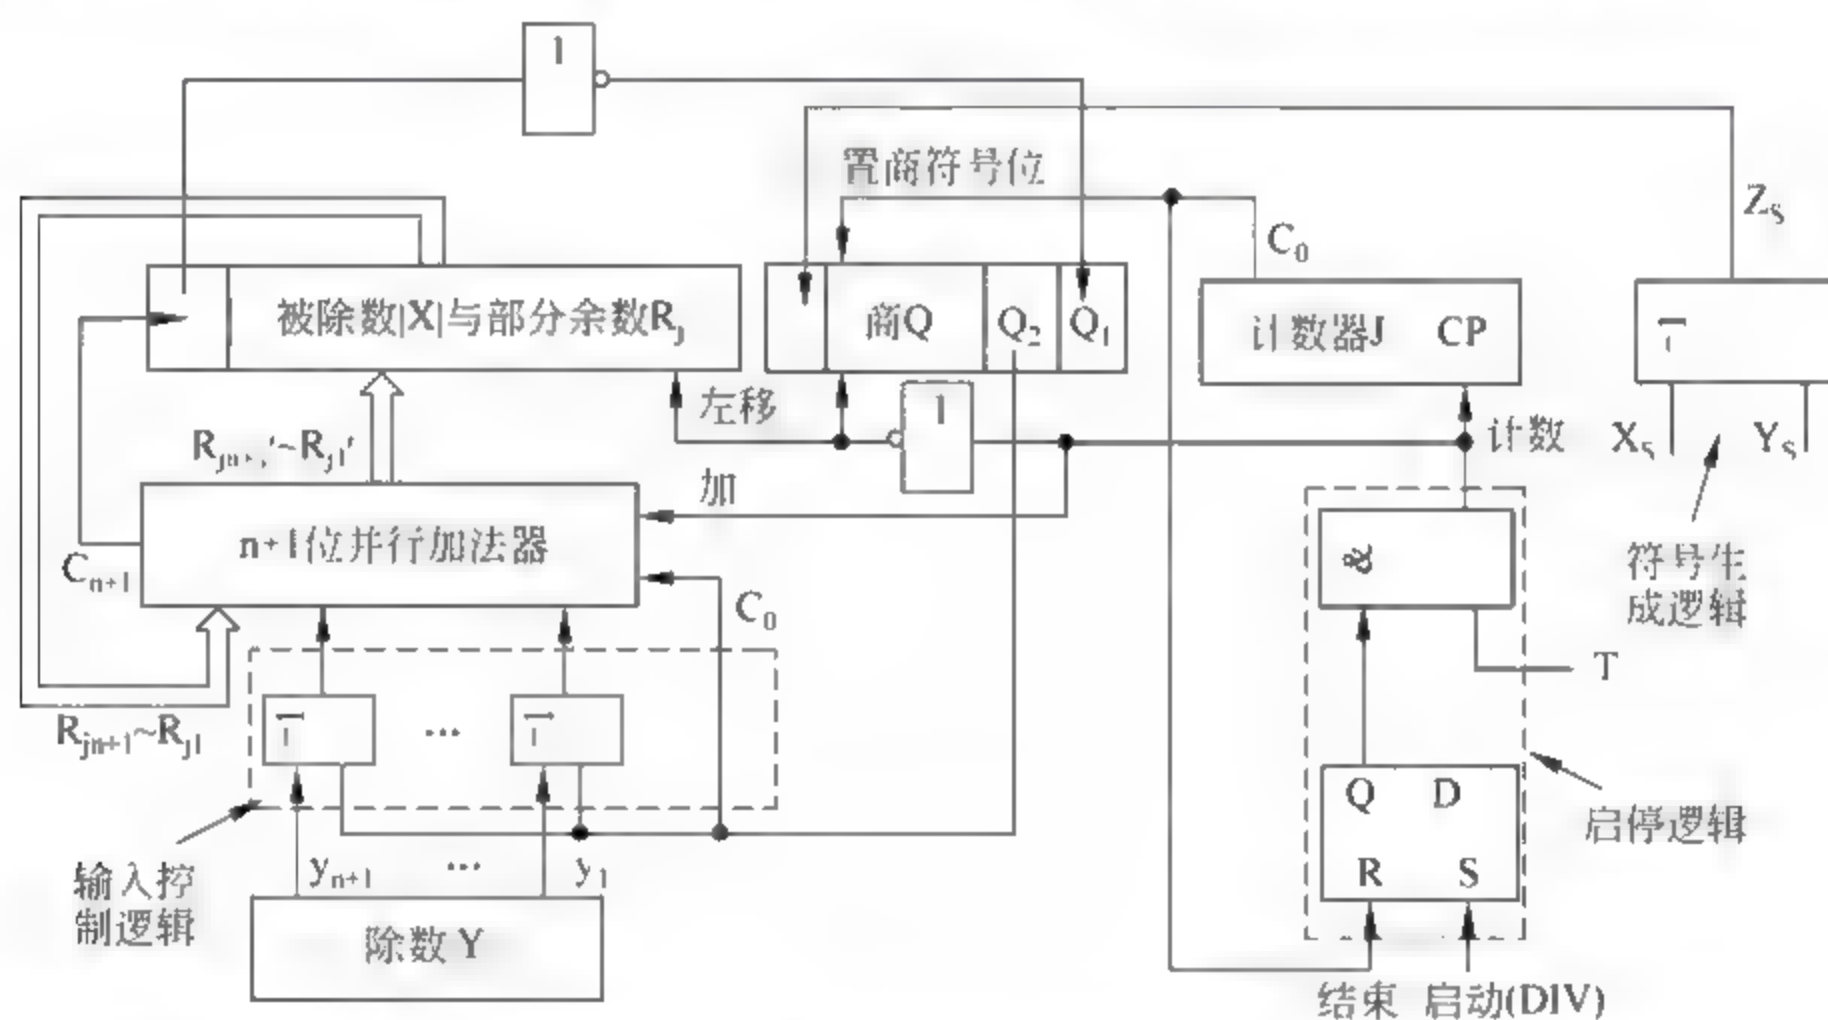 1
置商符号位
Z_S
C_0
被除数|X|与部分余数R_J
商Q Q_2 Q_1
计数器J CP
1
左移
1
计数
X_S Y_S
加
n+1位并行加法器
C_{n+1}
C_0
&
符号生
成逻辑
T
R_{jn+1}~R_{j1}
1 … 1
Q D
启停逻辑
R S
输入控
制逻辑
y_{n+1} … y_1
除数 Y
结束 启动(DIV)